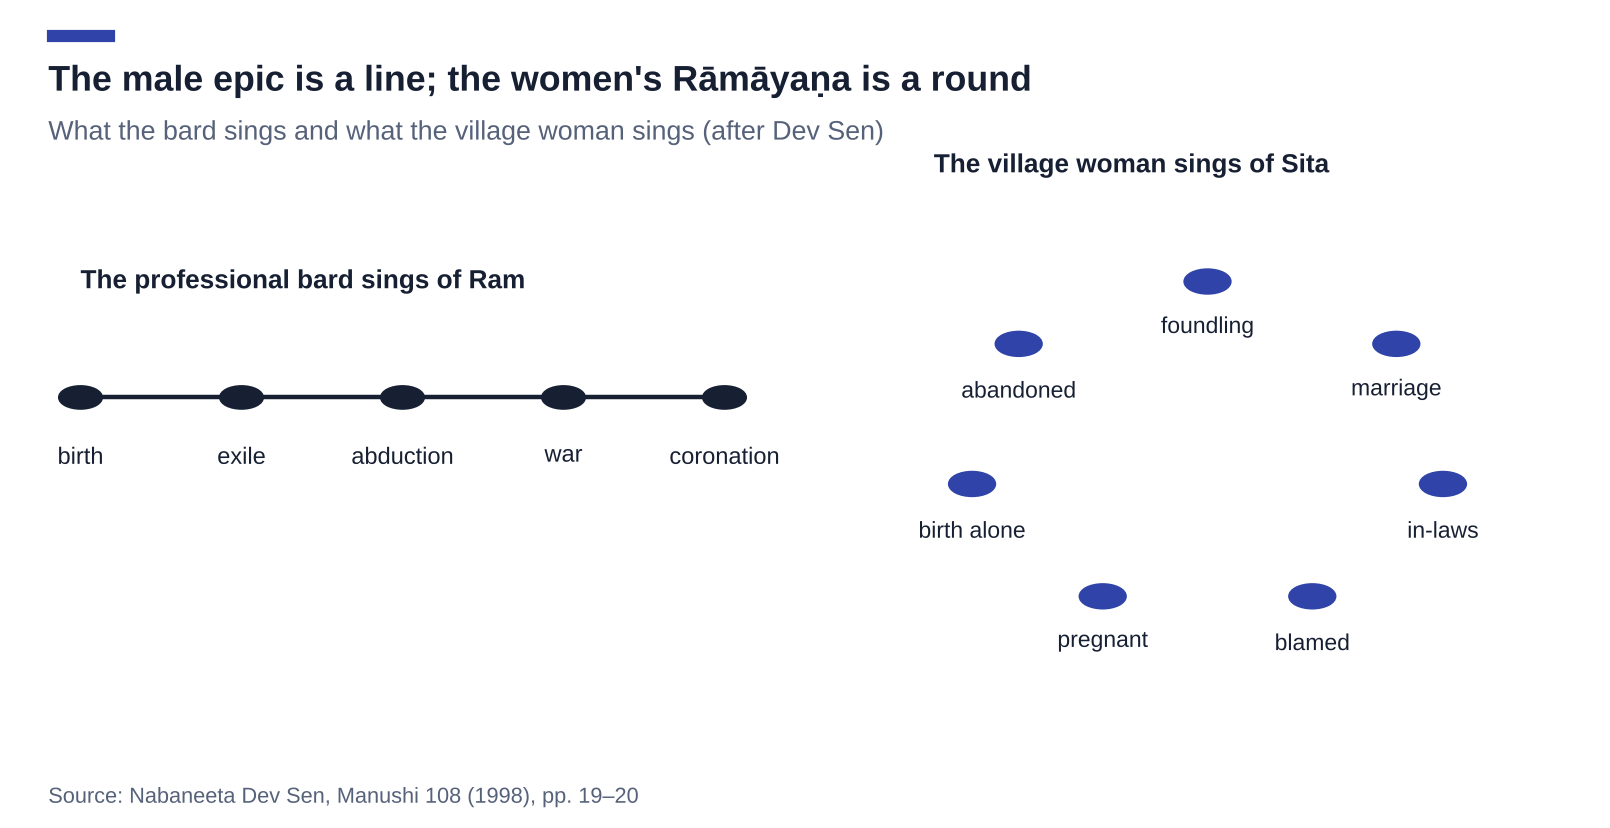 The male epic is a line; the women's Rāmāyaṇa is a round
What the bard sings and what the village woman sings (after Dev Sen)
The professional bard sings of Ram
birth
exile
abduction
war
coronation
The village woman sings of Sita
foundling
marriage
in-laws
blamed
pregnant
birth alone
abandoned
Source: Nabaneeta Dev Sen, Manushi 108 (1998), pp. 19–20